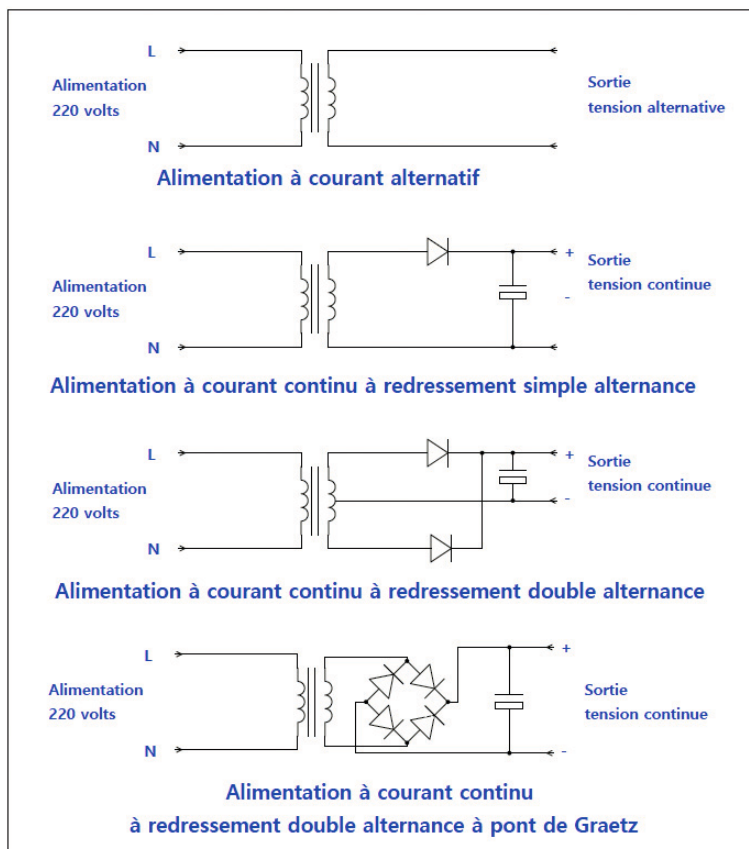 L
Alimentation
220 volts
N
Sortie
tension alternative
Alimentation à courant alternatif
L
Alimentation
220 volts
N
+
-
Sortie
tension continue
Alimentation à courant continu à redressement simple alternance
L
Alimentation
220 volts
N
+
-
Sortie
tension continue
Alimentation à courant continu à redressement double alternance
L
Alimentation
220 volts
N
+
-
Sortie
tension continue
Alimentation à courant continu
à redressement double alternance à pont de Graetz